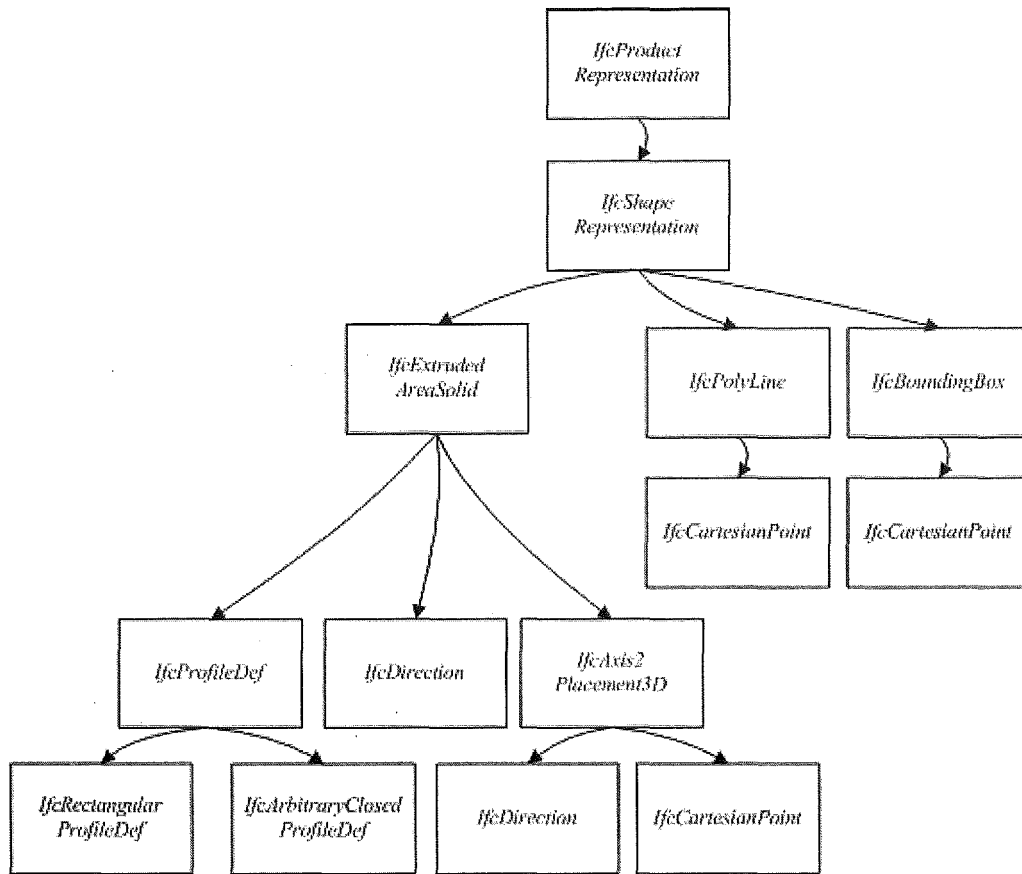 IfcProduct
Representation
IfcShape
Representation
IfcExtruded
AreaSolid
IfcPolyLine
IfcBoundingBox
IfcCartesianPoint
IfcCartesianPoint
IfcProfileDef
IfcDirection
IfcAxis2
Placement3D
IfcRectangular
ProfileDef
IfcArbitraryClosed
ProfileDef
IfcDirection
IfcCartesianPoint